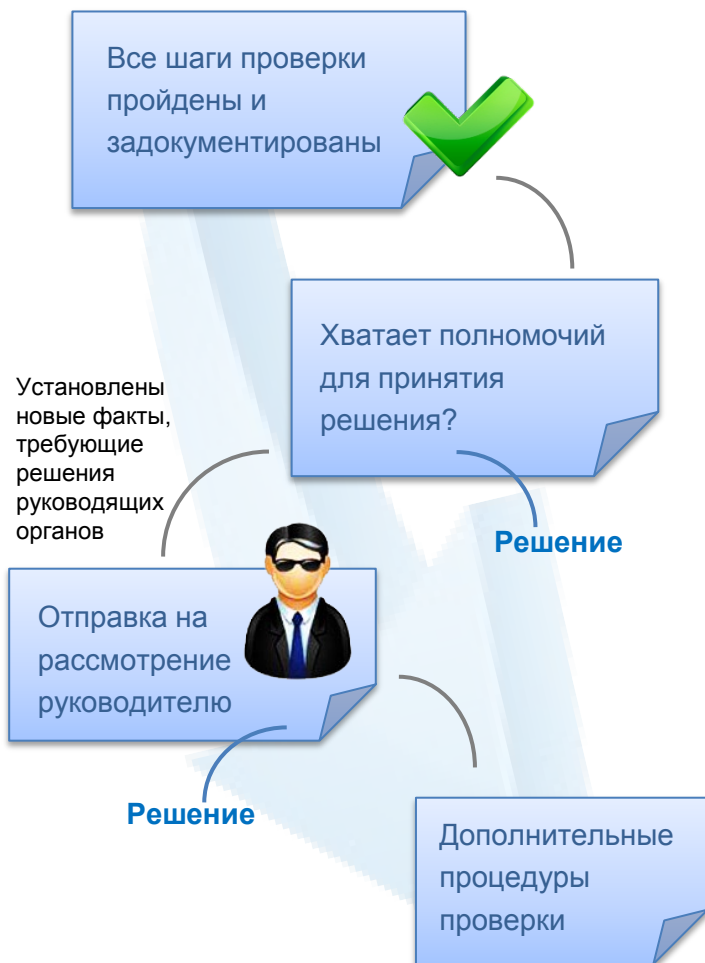 Все шаги проверки
пройдены и
задокументированы
Хватает полномочий
для принятия
решения?
Установлены
новые факты,
требующие
решения
руководящих
органов
Решение
Отправка на
рассмотрение
руководителю
Решение
Дополнительные
процедуры
проверки